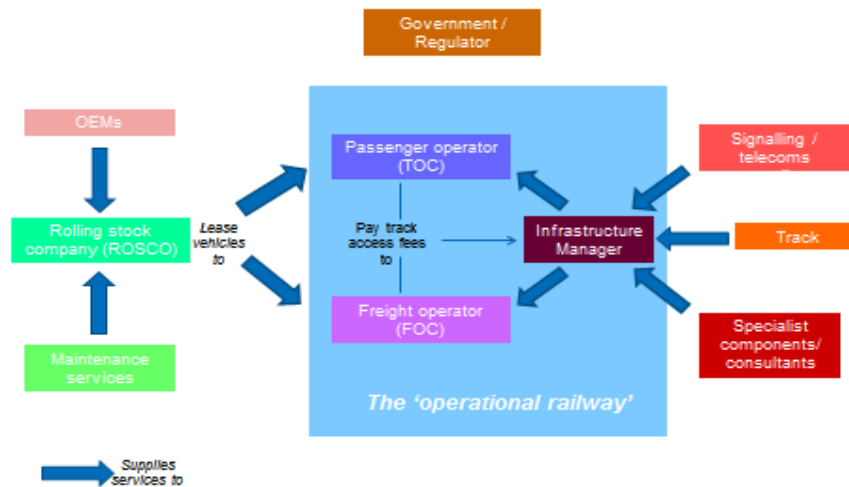 Government /
Regulator
OEMs
Passenger operator
(TOC)
Signalling /
telecoms
Rolling stock
company (ROSCO)
Lease
vehicles
to
Pay track
access fees
to
Infrastructure
Manager
Track
Freight operator
(FOC)
Maintenance
services
Specialist
components/
consultants
The ‘operational railway’
Supplies
services to